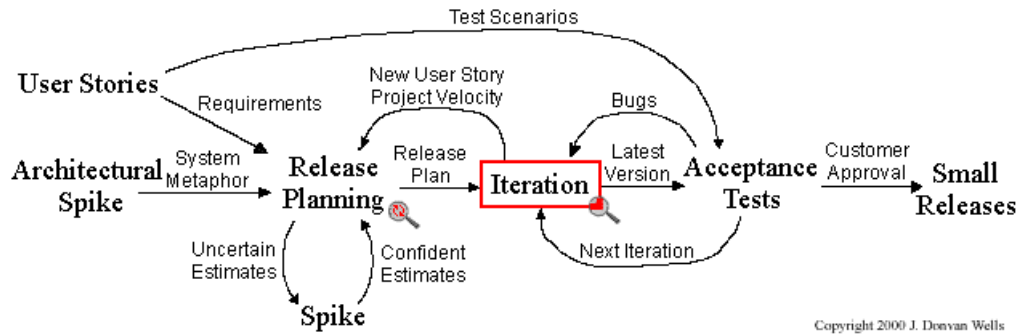 Test Scenarios
User Stories
New User Story
Project Velocity
Requirements
Bugs
Architectural
Spike
System
Metaphor
Release
Planning
Release
Plan
Iteration
Latest
Version
Acceptance
Tests
Customer
Approval
Small
Releases
Uncertain
Estimates
Confident
Estimates
Next Iteration
Spike
Copyright 2000 J. Donvan Wells